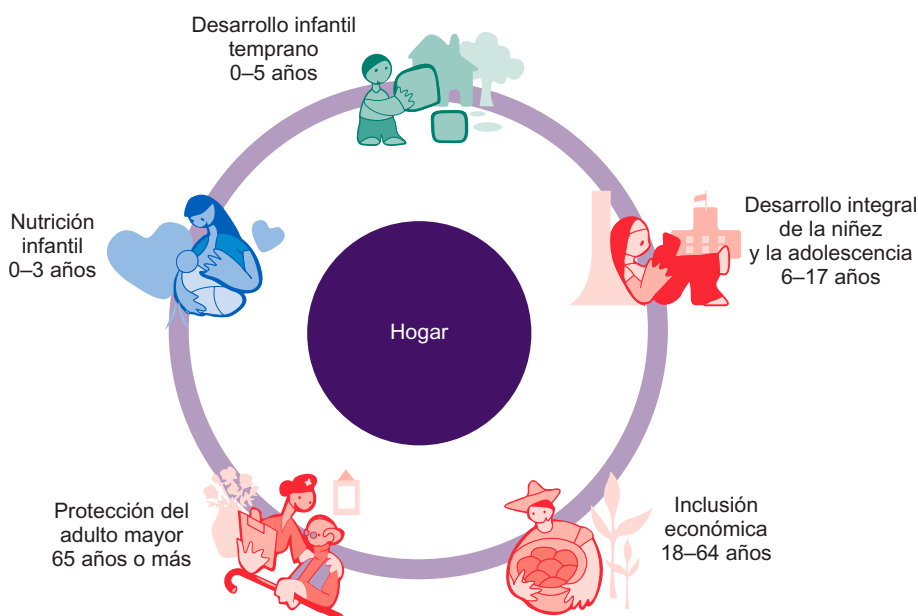 Desarrollo infantil
temprano
0–5 años
Desarrollo integral
de la niñez
y la adolescencia
6–17 años
Nutrición
infantil
0–3 años
Hogar
Protección del
adulto mayor
65 años o más
Inclusión
económica
18–64 años